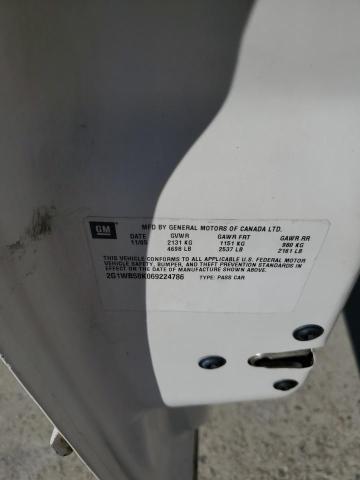 GM
MFD BY GENERAL MOTORS OF CANADA LTD.
DATE GVWR GAWR FRT GAWR RR
11/05 2131 KG 1151 KG 980 KG
4698 LB 2537 LB 2161 LB
THIS VEHICLE CONFORMS TO ALL APPLICABLE U.S. FEDERAL MOTOR
VEHICLE SAFETY, BUMPER, AND THEFT PREVENTION STANDARDS IN
EFFECT ON THE DATE OF MANUFACTURE SHOWN ABOVE.
2G1WB58K069224786 TYPE: PASS CAR